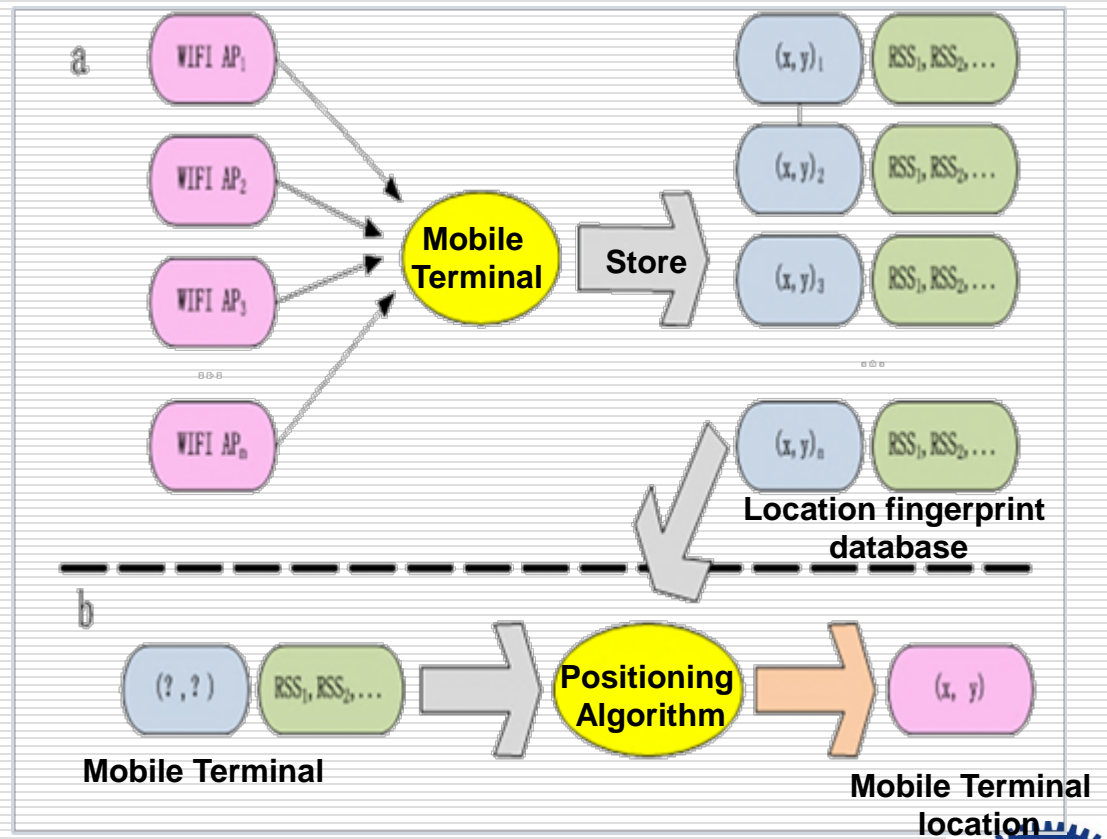 a
WIFI AP₁
(x, y)₁
RSS₁, RSS₂, ...
WIFI AP₂
(x, y)₂
RSS₁, RSS₂, ...
Mobile
Terminal
Store
WIFI AP₃
(x, y)₃
RSS₁, RSS₂, ...
WIFI APₙ
(x, y)ₙ
RSS₁, RSS₂, ...
Location fingerprint
database
b
(? , ? )
RSS₁, RSS₂, ...
Positioning
Algorithm
(x, y)
Mobile Terminal
Mobile Terminal
location